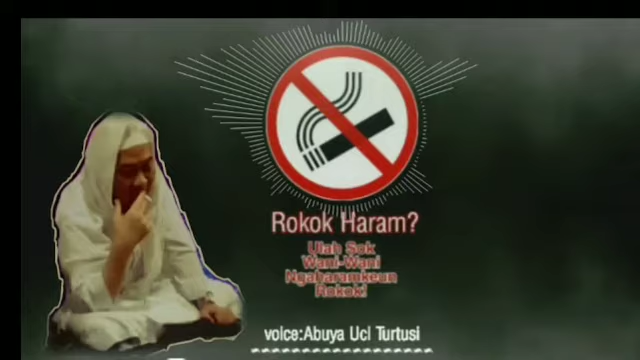 Rokok Haram?
Ulah Sok
Wani-Wani
Ngaharamkeun
Rokok!
voice:Abuya Uci Turtusi